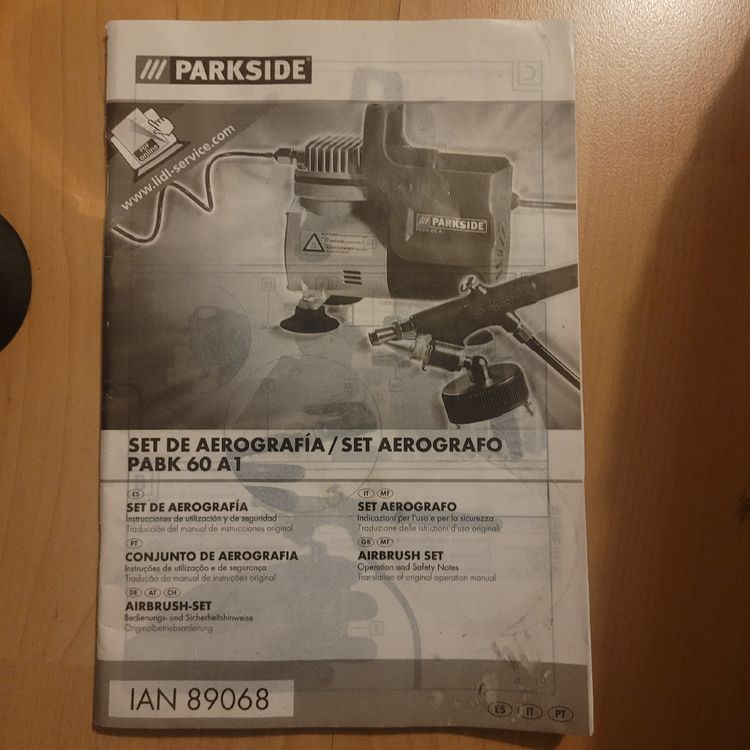 /// PARKSIDE®
www.lidl-service.com
/// PARKSIDE
PABK 60 A1
SET DE AEROGRAFÍA / SET AEROGRAFO
PABK 60 A1
ES
SET DE AEROGRAFÍA
Instrucciones de utilización y de seguridad
Traducción del manual de instrucciones original
PT
CONJUNTO DE AEROGRAFIA
Instruções de utilização e de segurança
Tradução do manual de instruções original
DE AT CH
AIRBRUSH-SET
Bedienungs- und Sicherheitshinweise
Originalbetriebsanleitung
IT MT
SET AEROGRAFO
Indicazioni per l'uso e per la sicurezza
Traduzione delle istruzioni d'uso originali
GB MT
AIRBRUSH SET
Operation and Safety Notes
Translation of original operation manual
IAN 89068
ES IT PT